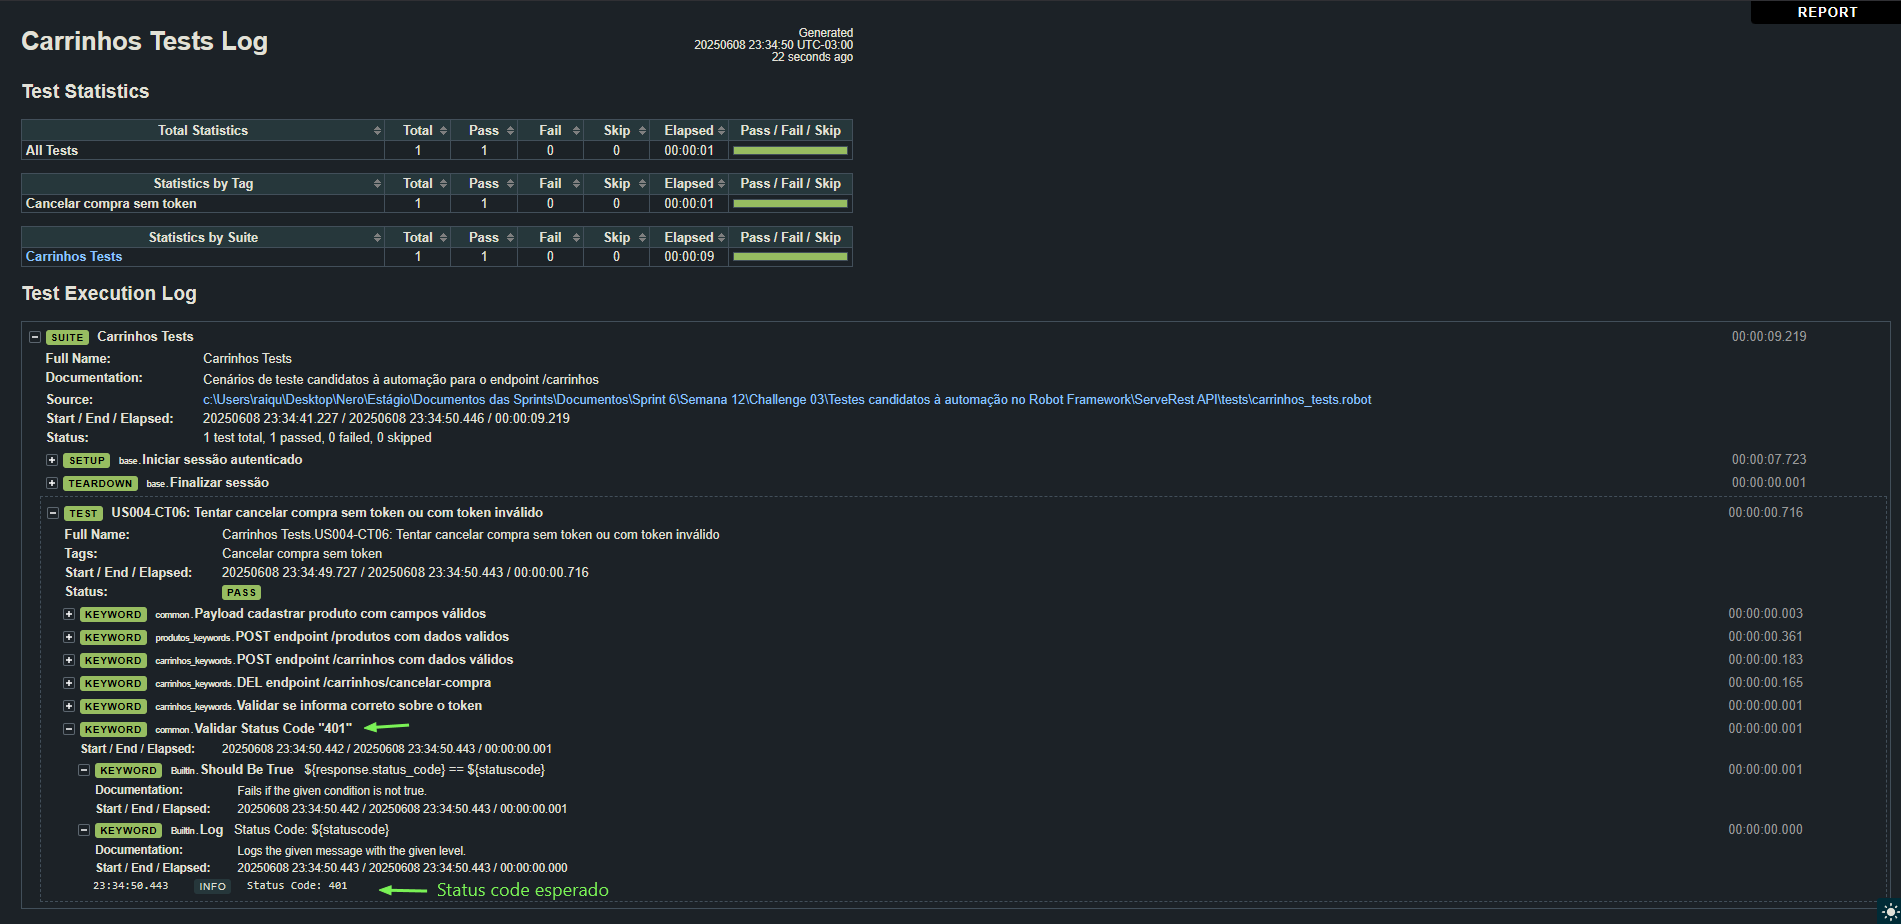 REPORT
Carrinhos Tests Log
Generated
20250608 23:34:50 UTC-03:00
22 seconds ago
Test Statistics
Total Statistics Total Pass Fail Skip Elapsed Pass / Fail / Skip
All Tests 1 1 0 0 00:00:01
Statistics by Tag Total Pass Fail Skip Elapsed Pass / Fail / Skip
Cancelar compra sem token 1 1 0 0 00:00:01
Statistics by Suite Total Pass Fail Skip Elapsed Pass / Fail / Skip
Carrinhos Tests 1 1 0 0 00:00:09
Test Execution Log
SUITE Carrinhos Tests 00:00:09.219
Full Name: Carrinhos Tests
Documentation: Cenários de teste candidatos à automação para o endpoint /carrinhos
Source: c:\Users\raiqu\Desktop\Nero\Estágio\Documentos das Sprints\Documentos\Sprint 6\Semana 12\Challenge 03\Testes candidatos à automação no Robot Framework\ServeRest API\tests\carrinhos_tests.robot
Start / End / Elapsed: 20250608 23:34:41.227 / 20250608 23:34:50.446 / 00:00:09.219
Status: 1 test total, 1 passed, 0 failed, 0 skipped
SETUP base.Iniciar sessão autenticado 00:00:07.723
TEARDOWN base.Finalizar sessão 00:00:00.001
TEST US004-CT06: Tentar cancelar compra sem token ou com token inválido 00:00:00.716
Full Name: Carrinhos Tests.US004-CT06: Tentar cancelar compra sem token ou com token inválido
Tags: Cancelar compra sem token
Start / End / Elapsed: 20250608 23:34:49.727 / 20250608 23:34:50.443 / 00:00:00.716
Status: PASS
KEYWORD common.Payload cadastrar produto com campos válidos 00:00:00.003
KEYWORD produtos_keywords.POST endpoint /produtos com dados validos 00:00:00.361
KEYWORD carrinhos_keywords.POST endpoint /carrinhos com dados válidos 00:00:00.183
KEYWORD carrinhos_keywords.DEL endpoint /carrinhos/cancelar-compra 00:00:00.165
KEYWORD carrinhos_keywords.Validar se informa correto sobre o token 00:00:00.001
KEYWORD common.Validar Status Code "401" 00:00:00.001
Start / End / Elapsed: 20250608 23:34:50.442 / 20250608 23:34:50.443 / 00:00:00.001
KEYWORD BuiltIn.Should Be True ${response.status_code} == ${statuscode} 00:00:00.001
Documentation: Fails if the given condition is not true.
Start / End / Elapsed: 20250608 23:34:50.442 / 20250608 23:34:50.443 / 00:00:00.001
KEYWORD BuiltIn.Log Status Code: ${statuscode} 00:00:00.000
Documentation: Logs the given message with the given level.
Start / End / Elapsed: 20250608 23:34:50.443 / 20250608 23:34:50.443 / 00:00:00.000
23:34:50.443 INFO Status Code: 401 Status code esperado